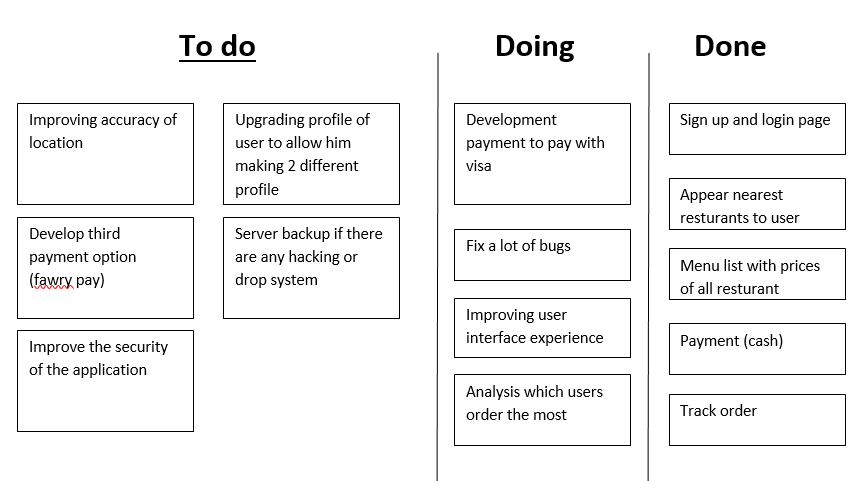 To do
Improving accuracy of
location
Upgrading profile of
user to allow him
making 2 different
profile
Develop third
payment option
(fawry pay)
Server backup if there
are any hacking or
drop system
Improve the security
of the application
Doing
Development
payment to pay with
visa
Fix a lot of bugs
Improving user
interface experience
Analysis which users
order the most
Done
Sign up and login page
Appear nearest
resturants to user
Menu list with prices
of all resturant
Payment (cash)
Track order